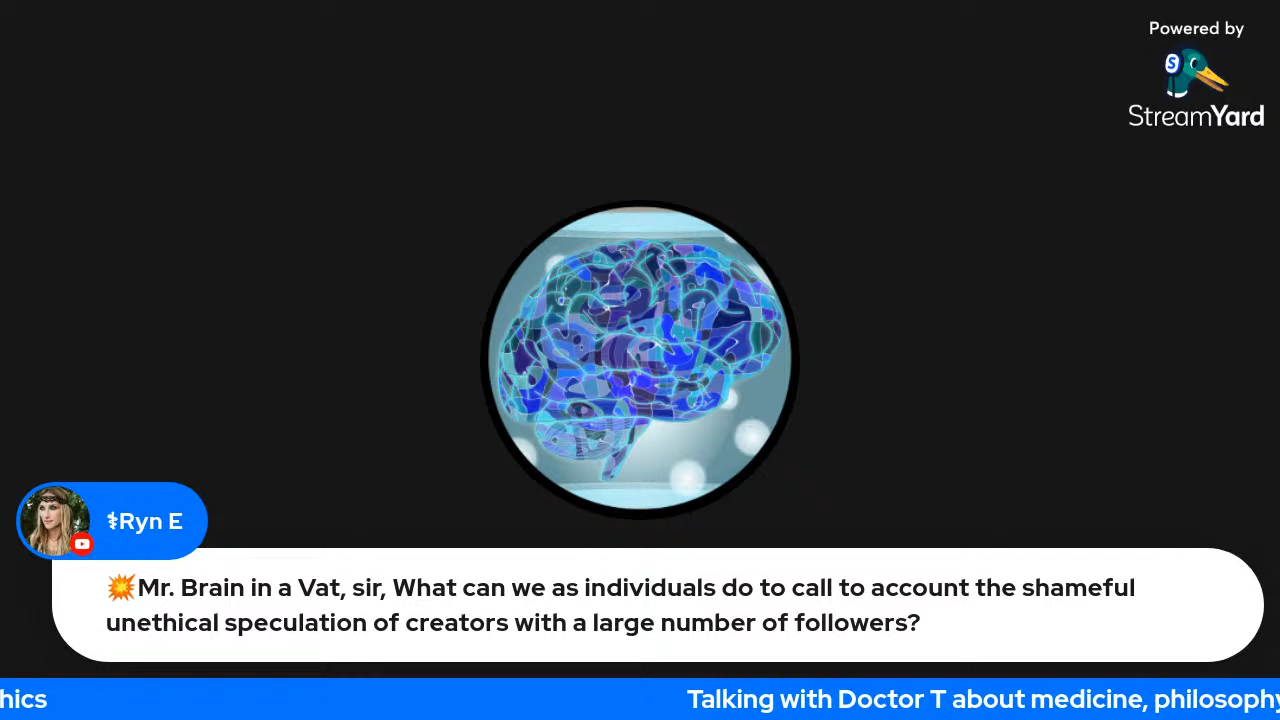 Powered by
S
StreamYard
⚕Ryn E
💥Mr. Brain in a Vat, sir, What can we as individuals do to call to account the shameful
unethical speculation of creators with a large number of followers?
hics Talking with Doctor T about medicine, philosophy